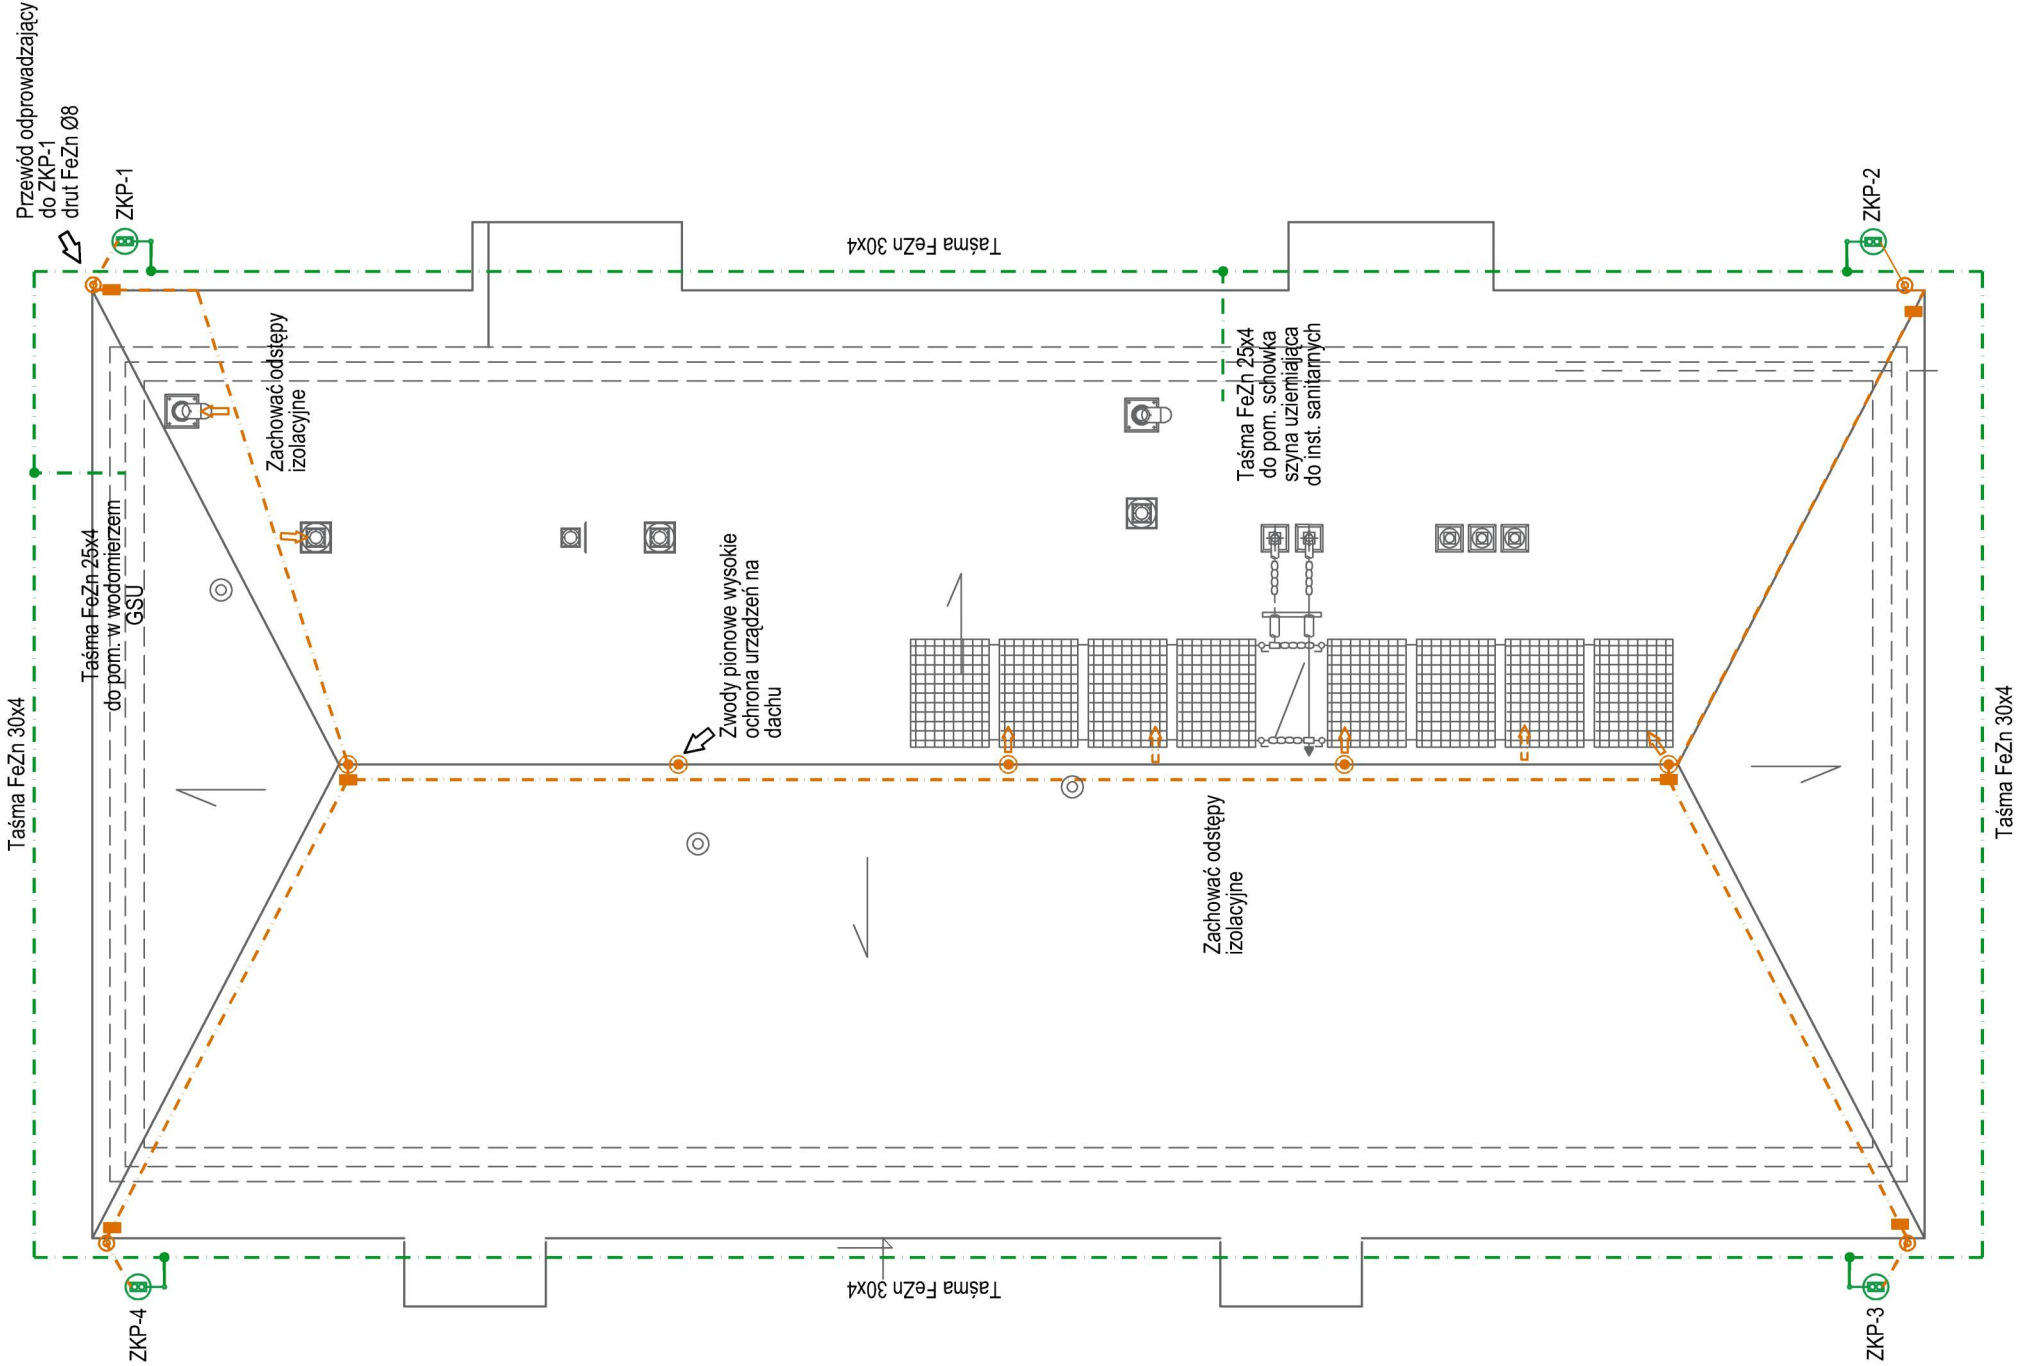 Przewód odprowadzający
do ZKP-1
drut FeZn Ø8
ZKP-1
ZKP-2
Taśma FeZn 30x4
Zachować odstępy
izolacyjne
Taśma FeZn 25x4
do pom. schowka
szyna uziemiająca
do inst. sanitarnych
Taśma FeZn 25x4
do pom. w wodomierzem
GSU
Zwody pionowe wysokie
ochrona urządzeń na
dachu
Taśma FeZn 30x4
Taśma FeZn 30x4
Zachować odstępy
izolacyjne
Taśma FeZn 30x4
ZKP-4
ZKP-3